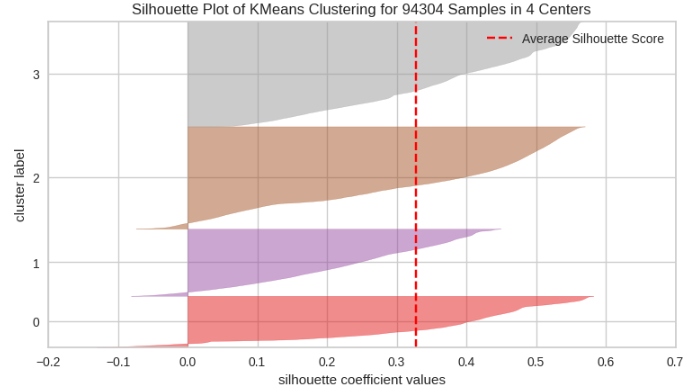 Silhouette Plot of KMeans Clustering for 94304 Samples in 4 Centers
Average Silhouette Score
cluster label
3
2
1
0
−0.2 −0.1 0.0 0.1 0.2 0.3 0.4 0.5 0.6 0.7
silhouette coefficient values